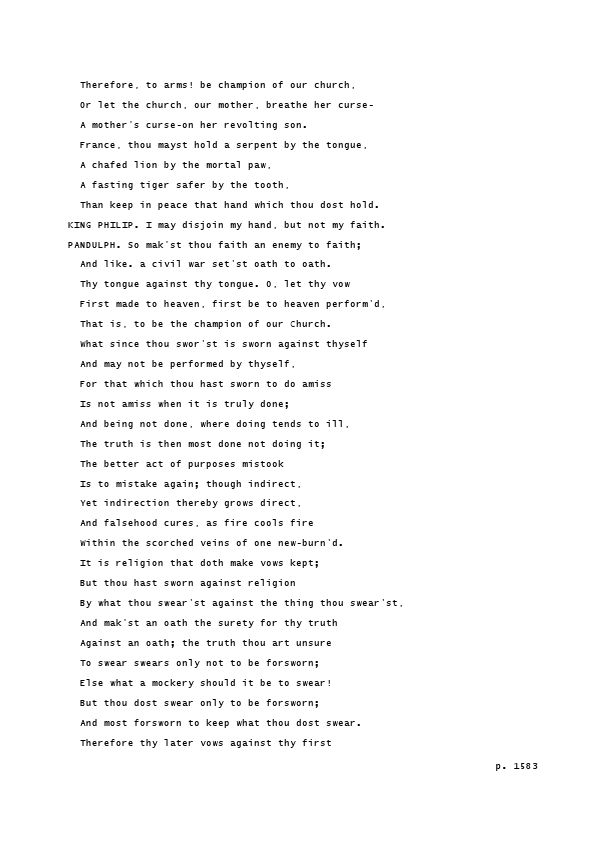 Therefore, to arms! be champion of our church,
Or let the church, our mother, breathe her curse-
A mother's curse-on her revolting son.
France, thou mayst hold a serpent by the tongue,
A chafed lion by the mortal paw,
A fasting tiger safer by the tooth,
Than keep in peace that hand which thou dost hold.
KING PHILIP. I may disjoin my hand, but not my faith.
PANDULPH. So mak'st thou faith an enemy to faith;
And like. a civil war set'st oath to oath.
Thy tongue against thy tongue. O, let thy vow
First made to heaven, first be to heaven perform'd,
That is, to be the champion of our Church.
What since thou swor'st is sworn against thyself
And may not be performed by thyself,
For that which thou hast sworn to do amiss
Is not amiss when it is truly done;
And being not done, where doing tends to ill,
The truth is then most done not doing it;
The better act of purposes mistook
Is to mistake again; though indirect,
Yet indirection thereby grows direct,
And falsehood cures, as fire cools fire
Within the scorched veins of one new-burn'd.
It is religion that doth make vows kept;
But thou hast sworn against religion
By what thou swear'st against the thing thou swear'st,
And mak'st an oath the surety for thy truth
Against an oath; the truth thou art unsure
To swear swears only not to be forsworn;
Else what a mockery should it be to swear!
But thou dost swear only to be forsworn;
And most forsworn to keep what thou dost swear.
Therefore thy later vows against thy first
p. 1583